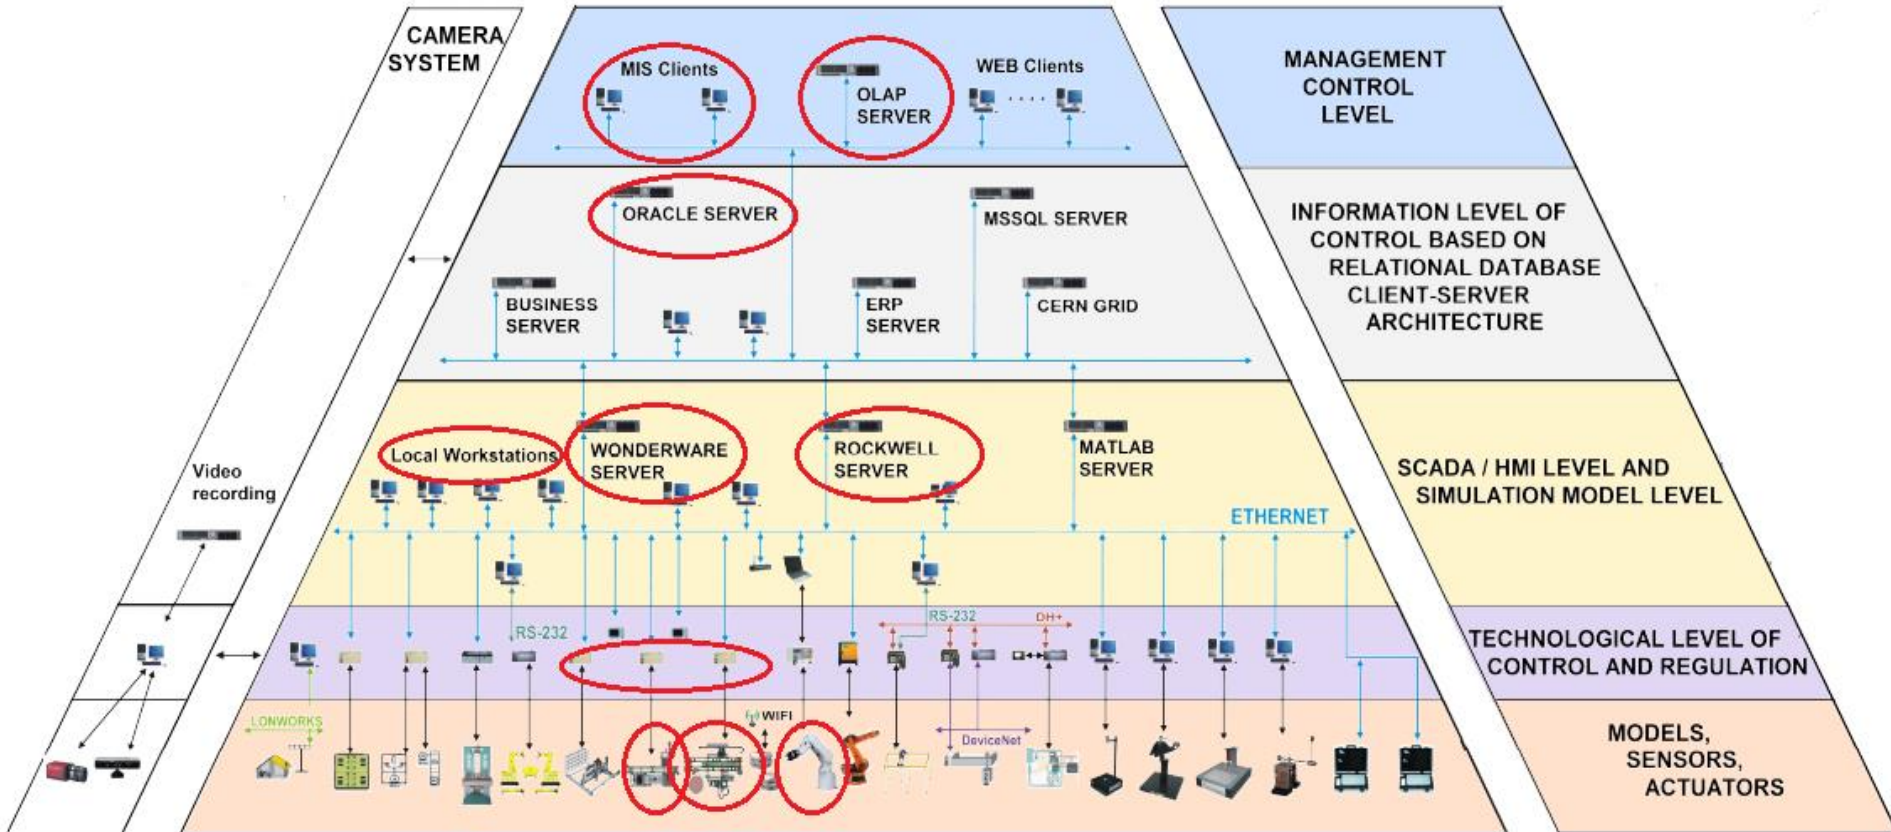 CAMERA
SYSTEM
MIS Clients
OLAP
SERVER
WEB Clients
MANAGEMENT
CONTROL
LEVEL
ORACLE SERVER
MSSQL SERVER
BUSINESS
SERVER
ERP
SERVER
CERN GRID
INFORMATION LEVEL OF
CONTROL BASED ON
RELATIONAL DATABASE
CLIENT-SERVER
ARCHITECTURE
Video
recording
Local Workstations
WONDERWARE
SERVER
ROCKWELL
SERVER
MATLAB
SERVER
ETHERNET
SCADA / HMI LEVEL AND
SIMULATION MODEL LEVEL
RS-232
RS-232
DH+
TECHNOLOGICAL LEVEL OF
CONTROL AND REGULATION
LONWORKS
WIFI
DeviceNet
MODELS,
SENSORS,
ACTUATORS